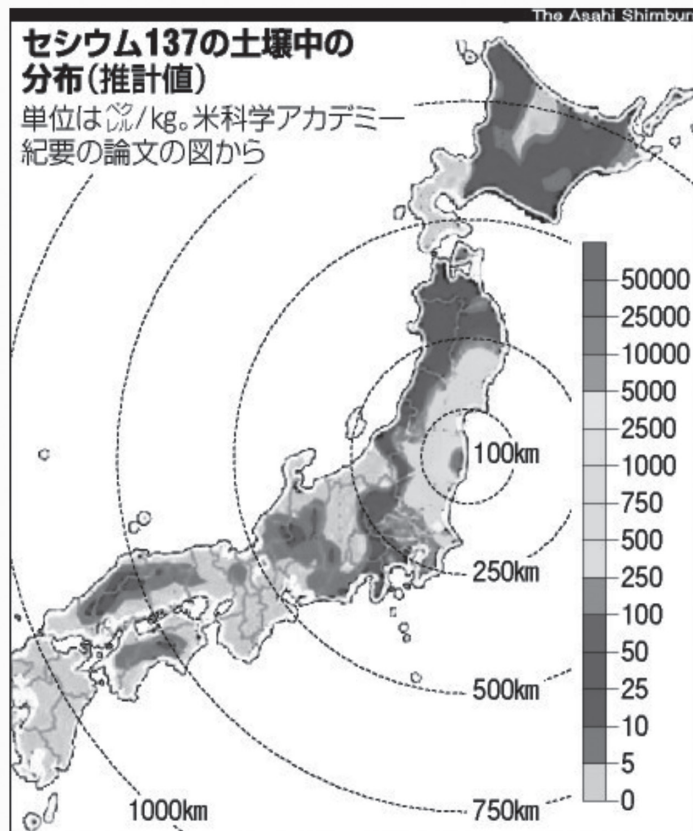 The Asahi Shimbun
セシウム137の土壌中の
分布(推計値)
単位はベクレル/kg。米科学アカデミー
紀要の論文の図から
50000
25000
10000
5000
2500
1000
750
500
250
100
50
25
10
5
0
100km
250km
500km
750km
1000km